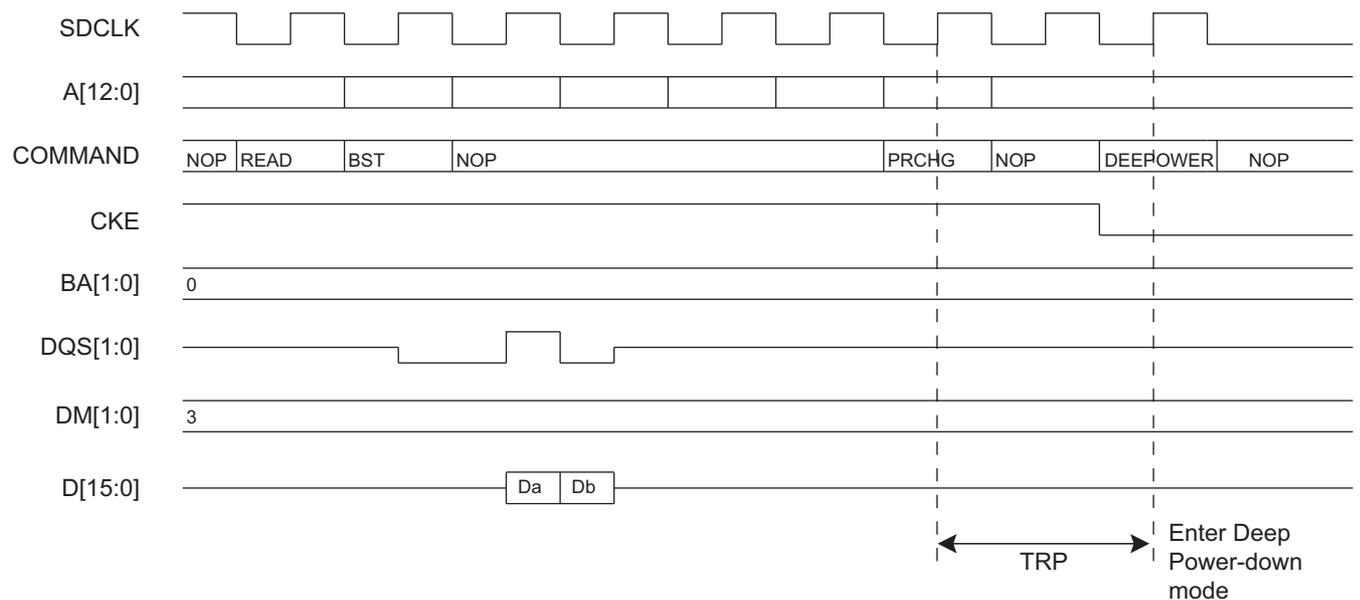 SDCLK
A[12:0]
COMMAND NOP READ BST NOP PRCHG NOP DEEPOWER NOP
CKE
BA[1:0] 0
DQS[1:0]
DM[1:0] 3
D[15:0] Da Db
TRP
Enter Deep
Power-down
mode